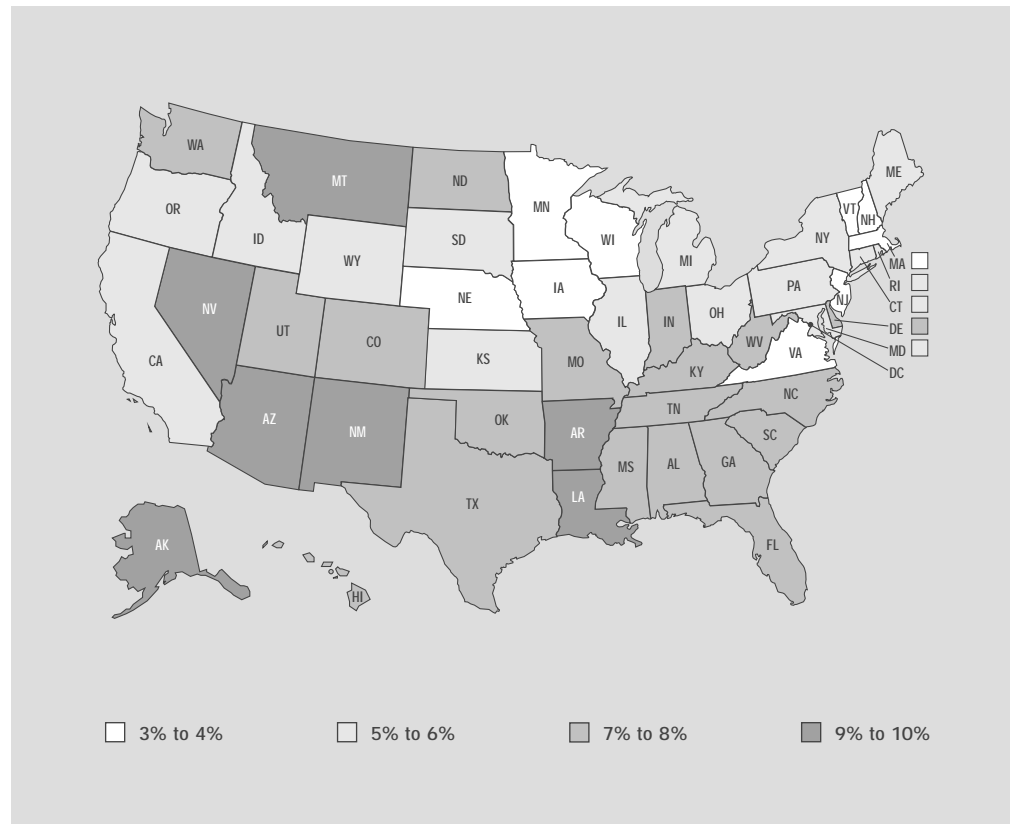 WA
MT
ND
MN
ME
OR
ID
SD
WI
VT
NH
NY
MI
WY
MA
RI
CT
IA
PA
NE
NJ
NV
IL
IN
OH
DE
UT
CO
WV
MD
VA
CA
KS
MO
KY
DC
NC
TN
AZ
OK
NM
AR
SC
MS
AL
GA
LA
TX
AK
FL
HI
3% to 4%
5% to 6%
7% to 8%
9% to 10%